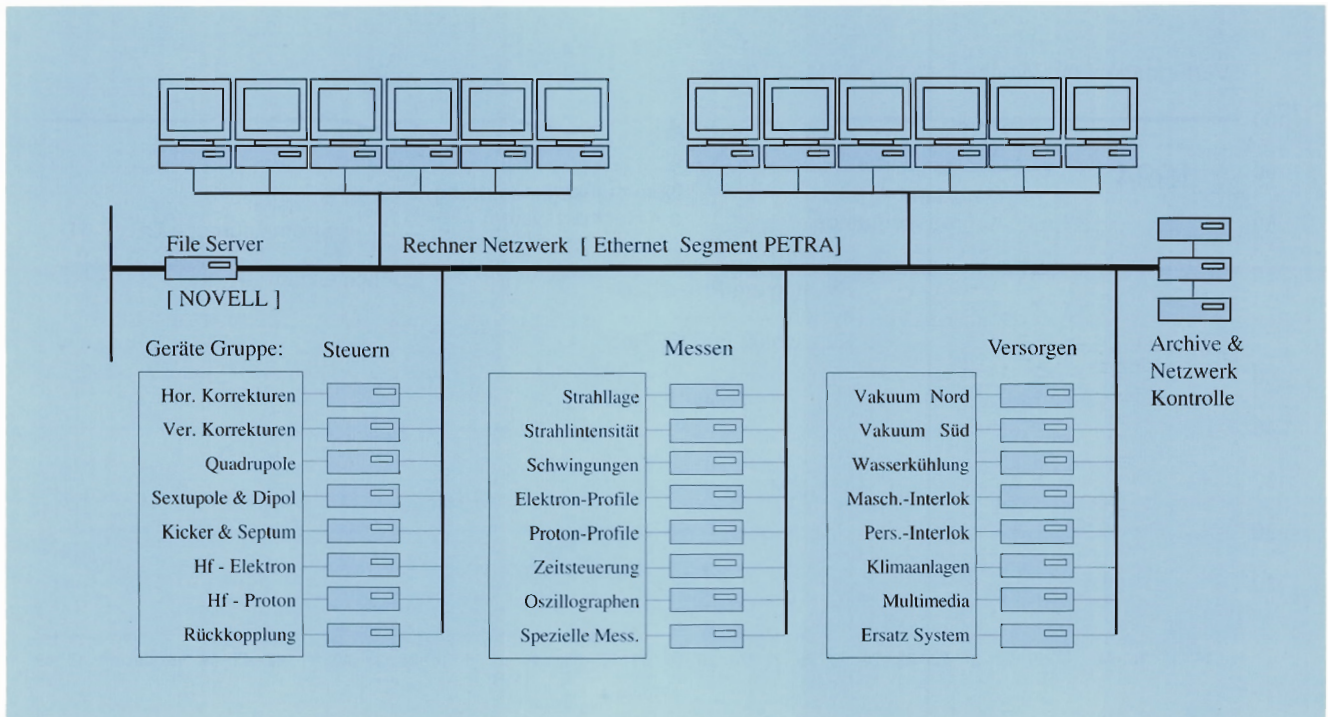 File Server
[ NOVELL ]
Rechner Netzwerk [ Ethernet Segment PETRA]
Archive &
Netzwerk
Kontrolle
Geräte Gruppe:
Steuern
Hor. Korrekturen
Ver. Korrekturen
Quadrupole
Sextupole & Dipol
Kicker & Septum
Hf - Elektron
Hf - Proton
Rückkopplung
Messen
Strahllage
Strahlintensität
Schwingungen
Elektron-Profile
Proton-Profile
Zeitsteuerung
Oszillographen
Spezielle Mess.
Versorgen
Vakuum Nord
Vakuum Süd
Wasserkühlung
Masch.-Interlok
Pers.-Interlok
Klimaanlagen
Multimedia
Ersatz System